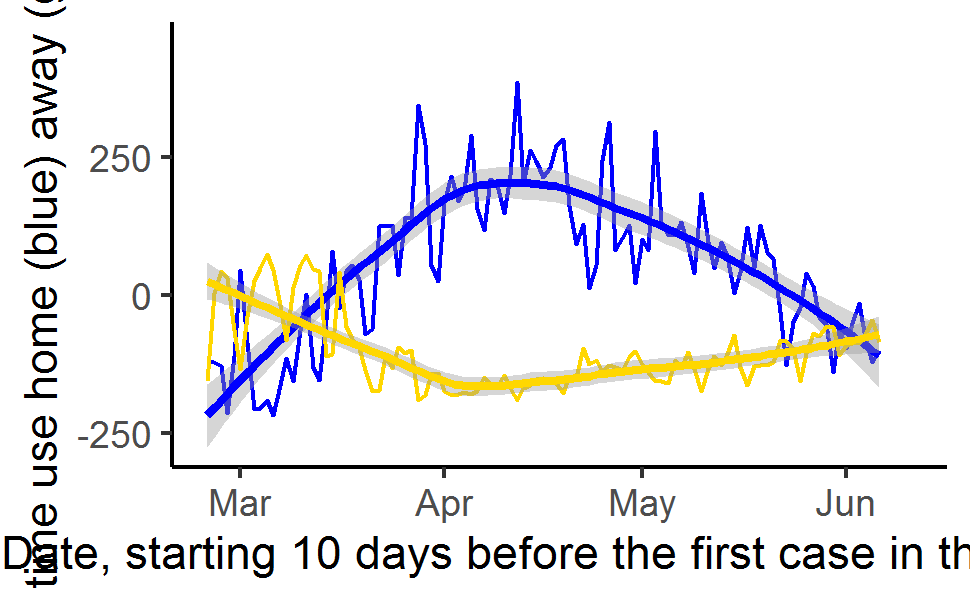 time use home (blue) away (
250
0
-250
Mar Apr May Jun
Date, starting 10 days before the first case in th